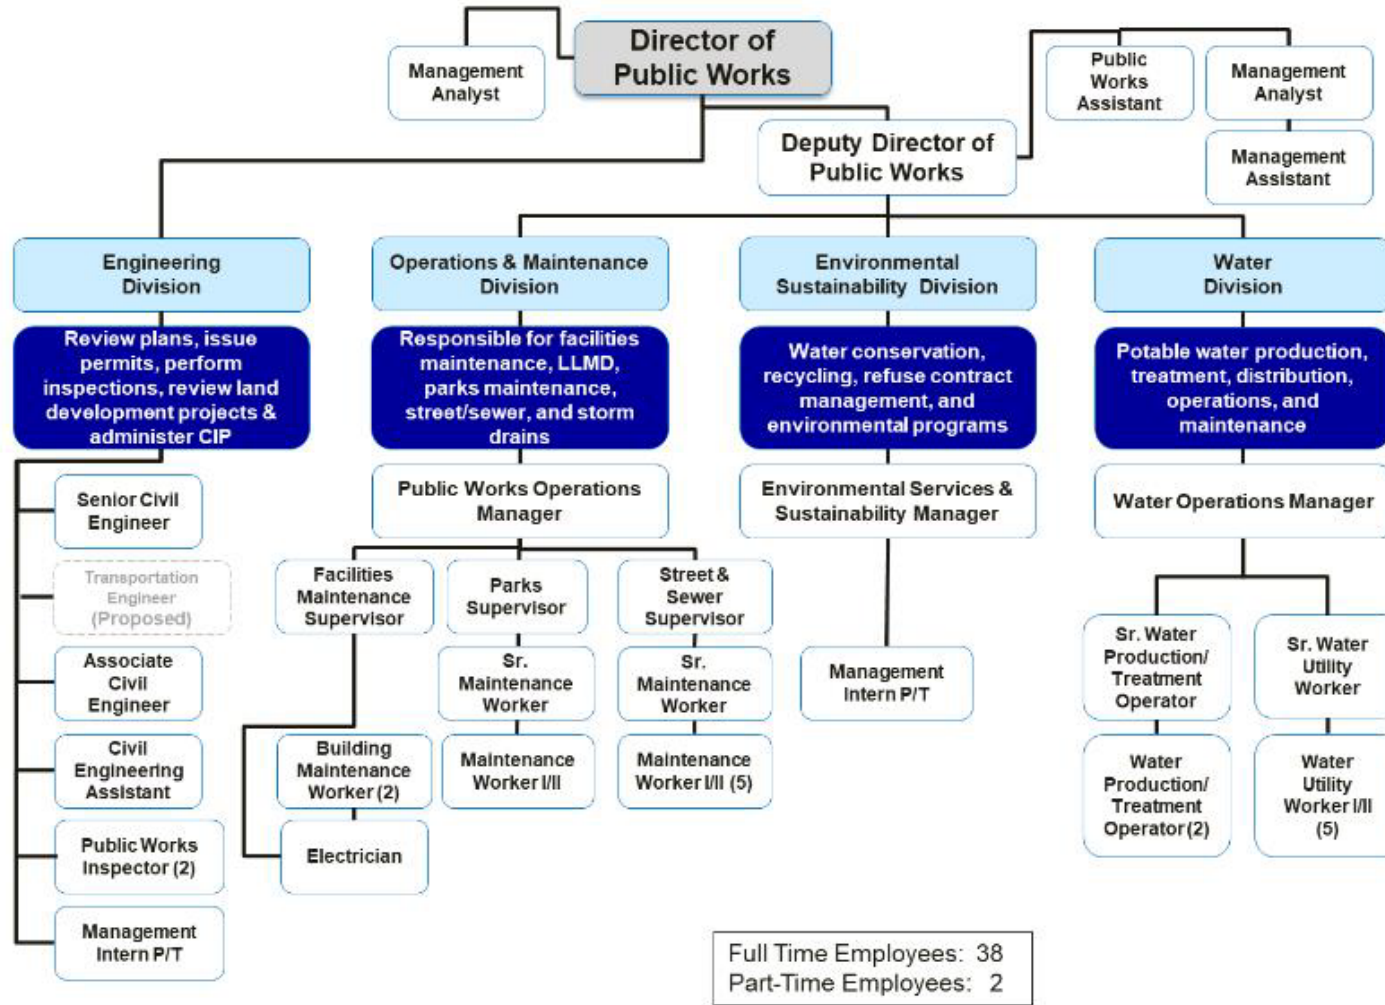 Director of
Public Works
Management
Analyst
Public
Works
Assistant
Management
Analyst
Deputy Director of
Public Works
Management
Assistant
Engineering
Division
Operations & Maintenance
Division
Environmental
Sustainability Division
Water
Division
Review plans, issue
permits, perform
inspections, review land
development projects &
administer CIP
Responsible for facilities
maintenance, LLMD,
parks maintenance,
street/sewer, and storm
drains
Water conservation,
recycling, refuse contract
management, and
environmental programs
Potable water production,
treatment, distribution,
operations, and
maintenance
Senior Civil
Engineer
Transportation
Engineer
(Proposed)
Associate
Civil
Engineer
Civil
Engineering
Assistant
Public Works
Inspector (2)
Management
Intern P/T
Public Works Operations
Manager
Facilities
Maintenance
Supervisor
Parks
Supervisor
Street &
Sewer
Supervisor
Sr.
Maintenance
Worker
Sr.
Maintenance
Worker
Building
Maintenance
Worker (2)
Maintenance
Worker I/II
Maintenance
Worker I/II (5)
Electrician
Environmental Services &
Sustainability Manager
Management
Intern P/T
Water Operations Manager
Sr. Water
Production/
Treatment
Operator
Sr. Water
Utility
Worker
Water
Production/
Treatment
Operator (2)
Water
Utility
Worker I/II
(5)
Full Time Employees: 38
Part-Time Employees: 2